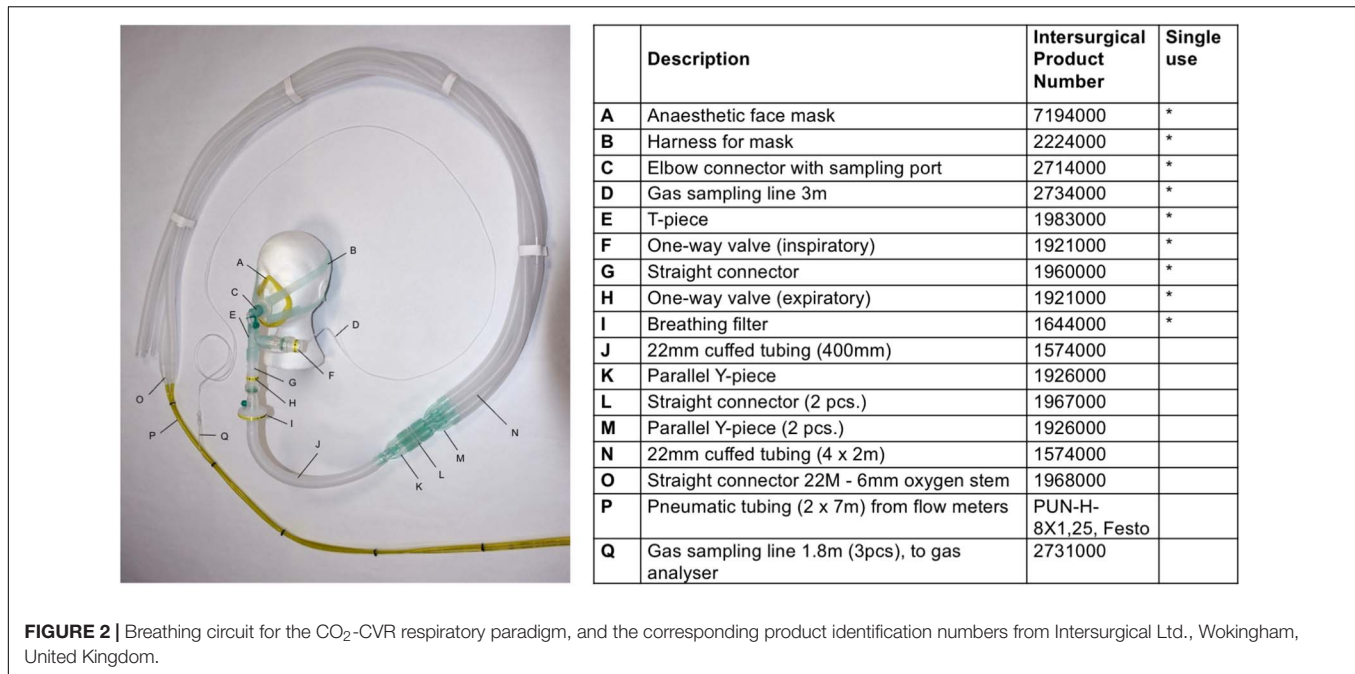 A
B
C
E
D
F
G
H
I
O
P
Q
J
N
M
L
K
Description Intersurgical Product Number Single use
A Anaesthetic face mask 7194000 *
B Harness for mask 2224000 *
C Elbow connector with sampling port 2714000 *
D Gas sampling line 3m 2734000 *
E T-piece 1983000 *
F One-way valve (inspiratory) 1921000 *
G Straight connector 1960000 *
H One-way valve (expiratory) 1921000 *
I Breathing filter 1644000 *
J 22mm cuffed tubing (400mm) 1574000
K Parallel Y-piece 1926000
L Straight connector (2 pcs.) 1967000
M Parallel Y-piece (2 pcs.) 1926000
N 22mm cuffed tubing (4 x 2m) 1574000
O Straight connector 22M - 6mm oxygen stem 1968000
P Pneumatic tubing (2 x 7m) from flow meters PUN-H-
8X1,25, Festo
Q Gas sampling line 1.8m (3pcs), to gas 2731000
analyser
FIGURE 2 | Breathing circuit for the CO₂-CVR respiratory paradigm, and the corresponding product identification numbers from Intersurgical Ltd., Wokingham,
United Kingdom.